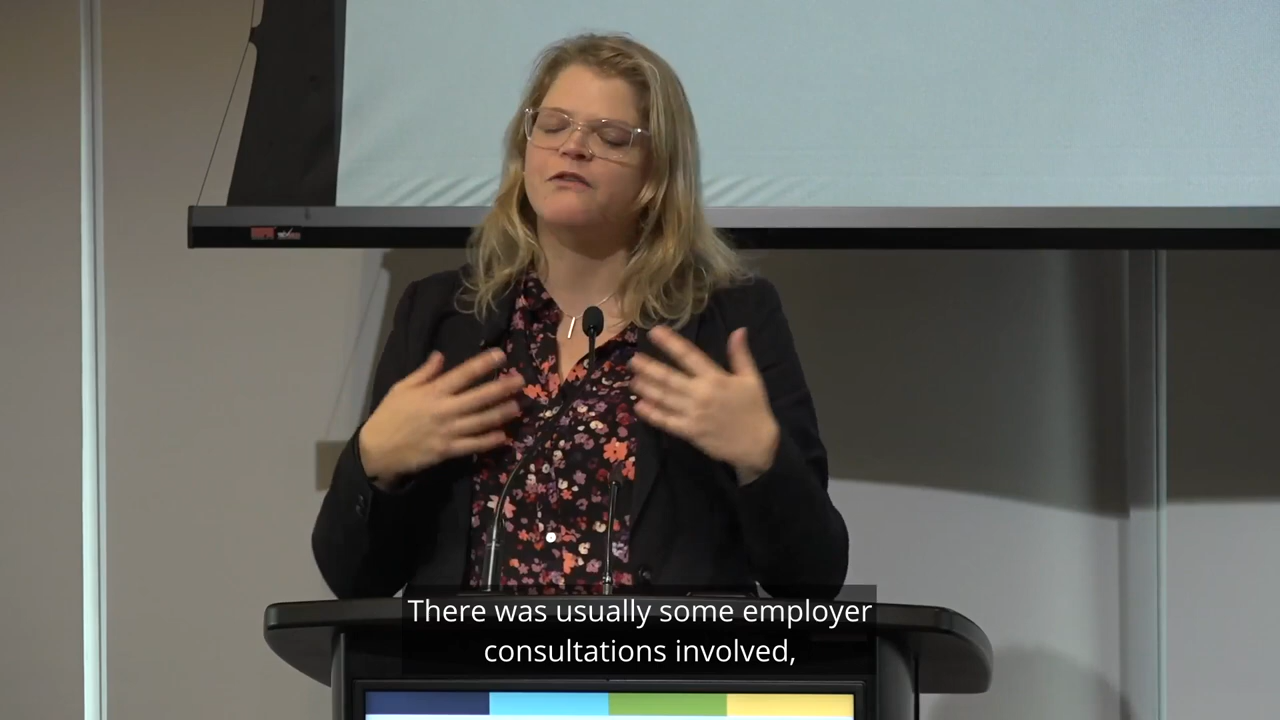 There was usually some employer
consultations involved,